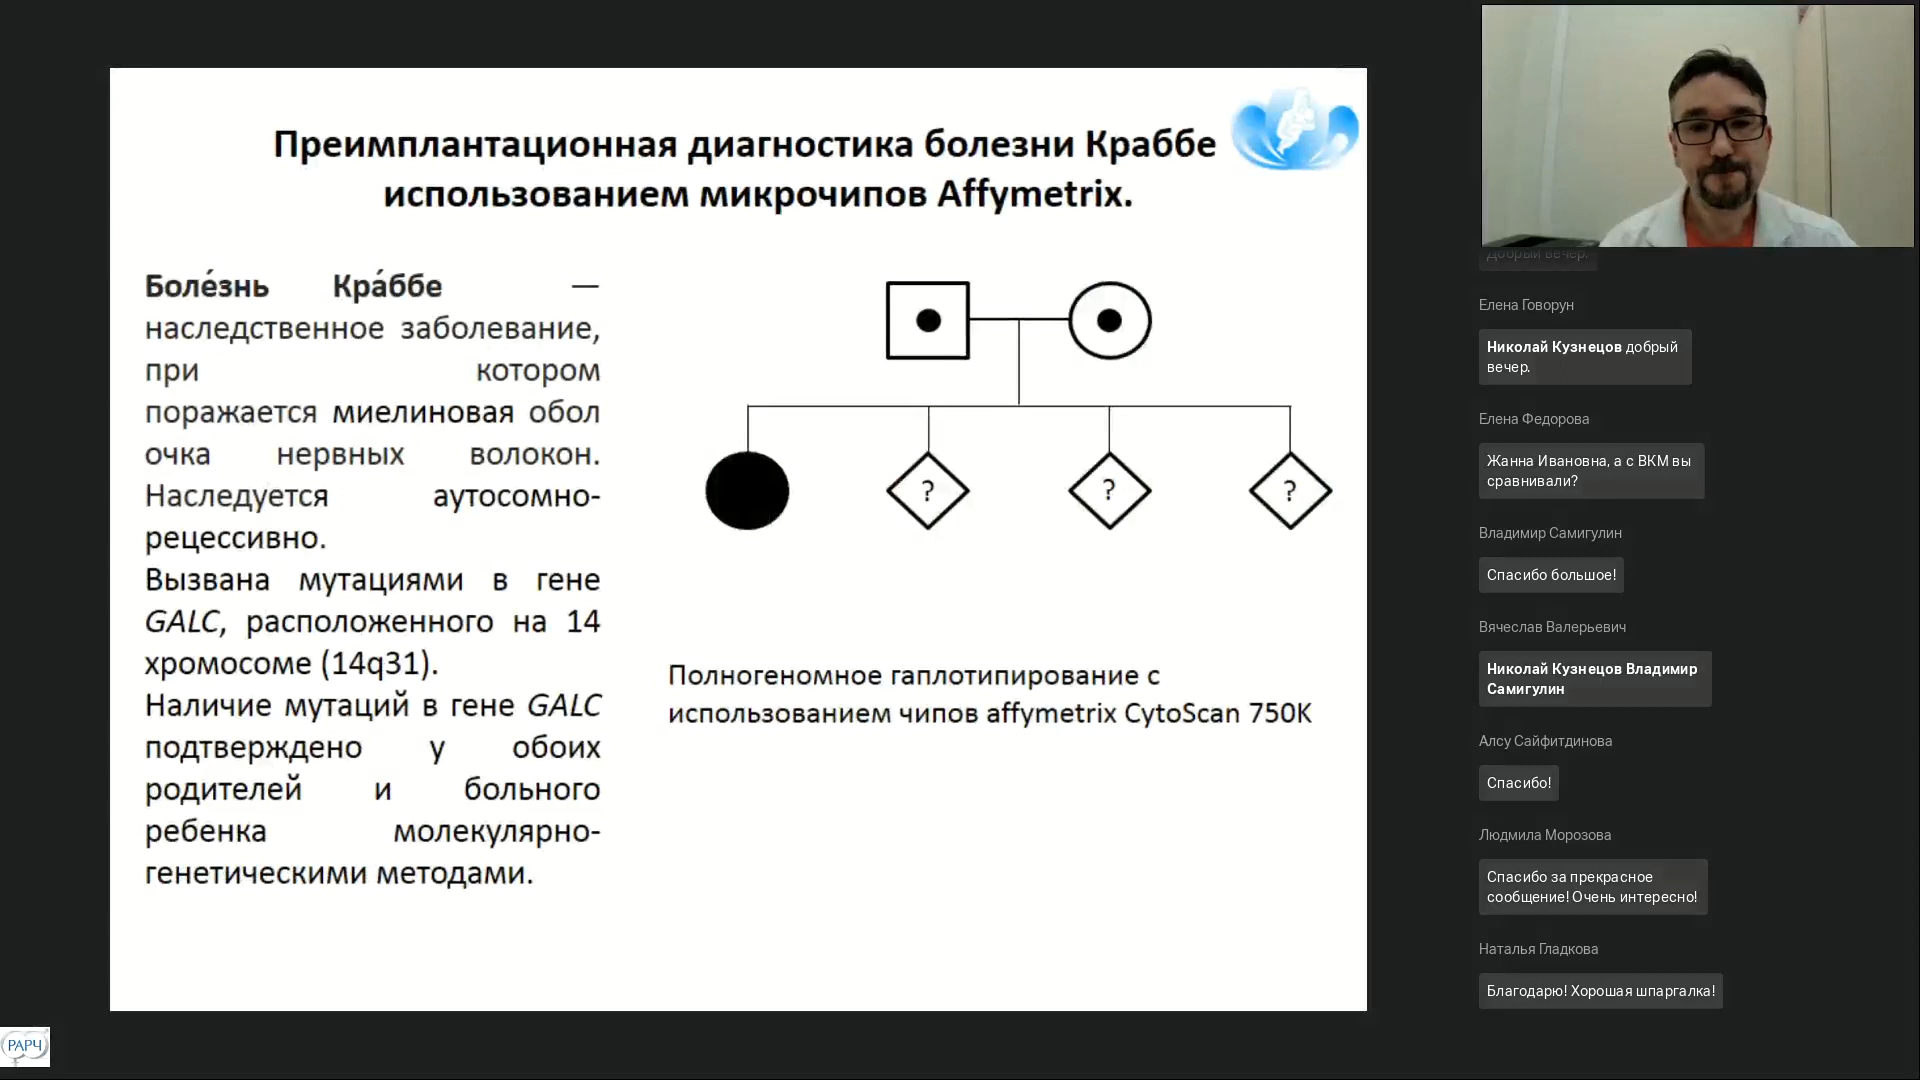 Преимплантационная диагностика болезни Краббе
использованием микрочипов Affymetrix.
Боле́знь Кра́ббе —
наследственное заболевание,
при котором
поражается миелиновая обол
очка нервных волокон.
Наследуется аутосомно-
рецессивно.
Вызвана мутациями в гене
GALC, расположенного на 14
хромосоме (14q31).
Наличие мутаций в гене GALC
подтверждено у обоих
родителей и больного
ребенка молекулярно-
генетическими методами.
? ? ?
Полногеномное гаплотипирование с
использованием чипов affymetrix CytoScan 750K
Добрый вечер.
Елена Говорун
Николай Кузнецов добрый
вечер.
Елена Федорова
Жанна Ивановна, а с ВКМ вы
сравнивали?
Владимир Самигулин
Спасибо большое!
Вячеслав Валерьевич
Николай Кузнецов Владимир
Самигулин
Алсу Сайфитдинова
Спасибо!
Людмила Морозова
Спасибо за прекрасное
сообщение! Очень интересно!
Наталья Гладкова
Благодарю! Хорошая шпаргалка!
РАРЧ